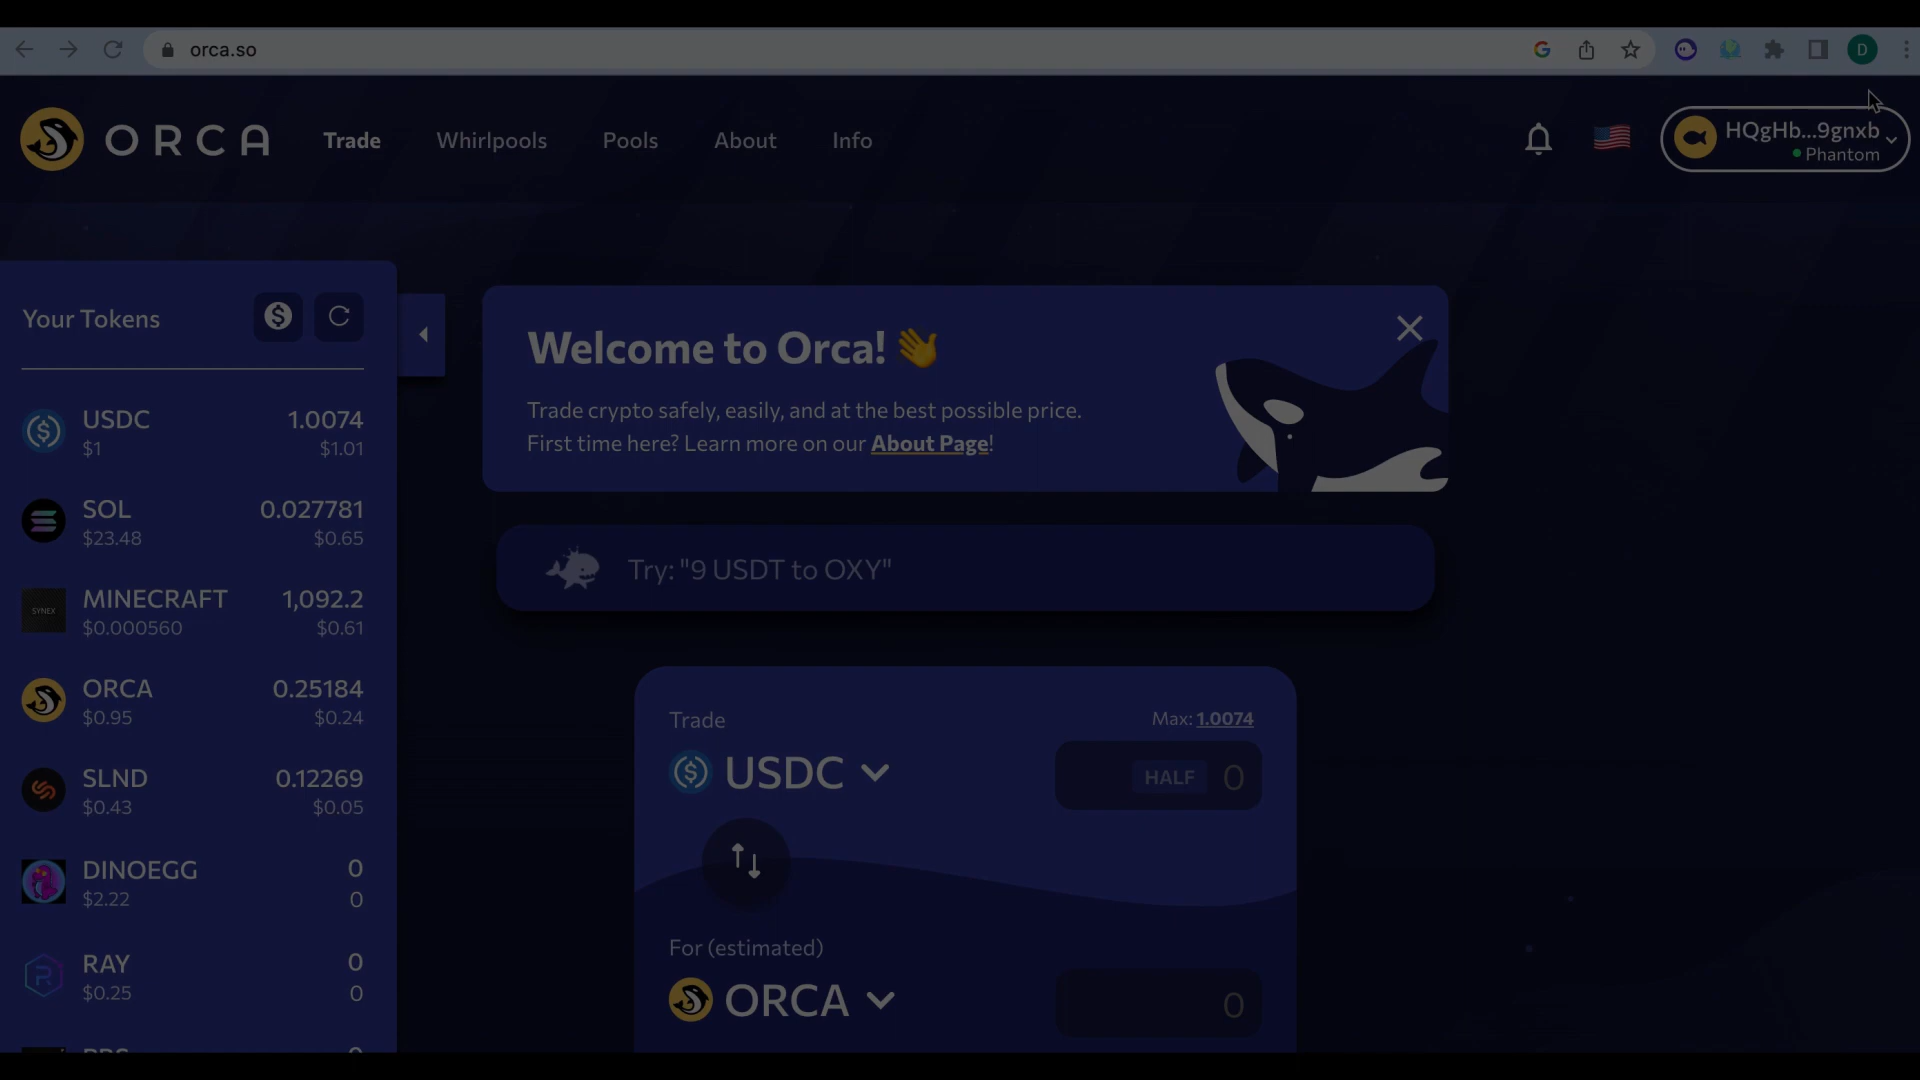 orca.so
D
ORCA
Trade
Whirlpools
Pools
About
Info
HQgHb...9gnxb
Phantom
Your Tokens
USDC 1.0074
$1 $1.01
SOL 0.027781
$23.48 $0.65
SYNEX
MINECRAFT 1,092.2
$0.000560 $0.61
ORCA 0.25184
$0.95 $0.24
SLND 0.12269
$0.43 $0.05
DINOEGG 0
$2.22 0
RAY 0
$0.25 0
Welcome to Orca! 👋
Trade crypto safely, easily, and at the best possible price.
First time here? Learn more on our About Page!
Try: "9 USDT to OXY"
Trade Max: 1.0074
USDC HALF 0
For (estimated)
ORCA 0